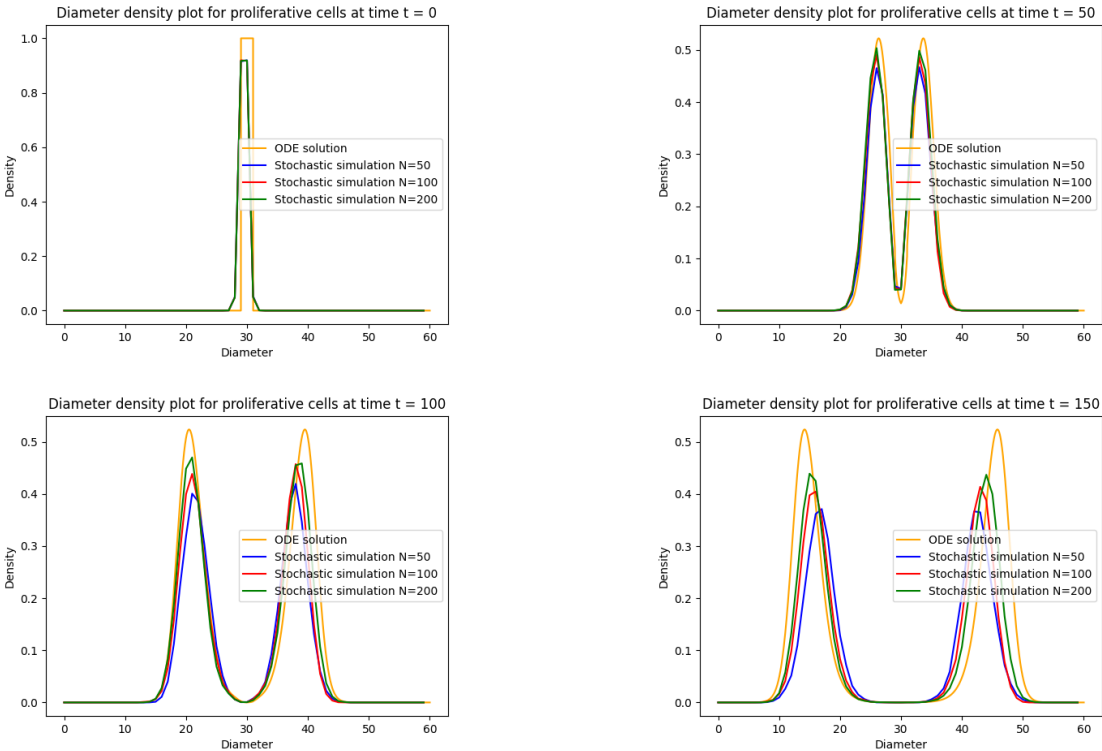 Diameter density plot for proliferative cells at time t = 0
1.0
0.8
0.6
0.4
0.2
0.0
Density
ODE solution
Stochastic simulation N=50
Stochastic simulation N=100
Stochastic simulation N=200
0 10 20 30 40 50 60
Diameter
Diameter density plot for proliferative cells at time t = 50
0.5
0.4
0.3
0.2
0.1
0.0
Density
ODE solution
Stochastic simulation N=50
Stochastic simulation N=100
Stochastic simulation N=200
0 10 20 30 40 50 60
Diameter
Diameter density plot for proliferative cells at time t = 100
0.5
0.4
0.3
0.2
0.1
0.0
Density
ODE solution
Stochastic simulation N=50
Stochastic simulation N=100
Stochastic simulation N=200
0 10 20 30 40 50 60
Diameter
Diameter density plot for proliferative cells at time t = 150
0.5
0.4
0.3
0.2
0.1
0.0
Density
ODE solution
Stochastic simulation N=50
Stochastic simulation N=100
Stochastic simulation N=200
0 10 20 30 40 50 60
Diameter